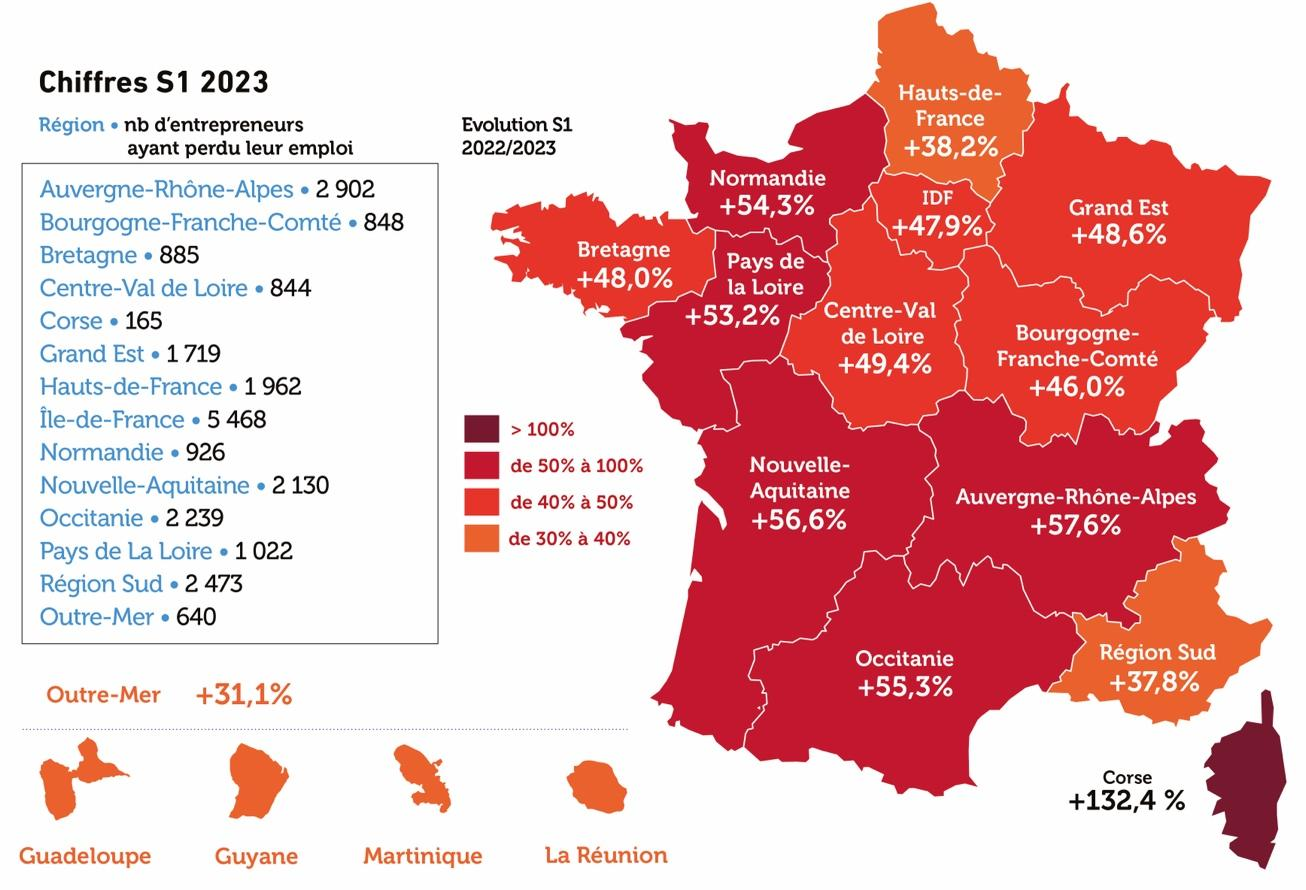 Chiffres S1 2023
Région • nb d'entrepreneurs
ayant perdu leur emploi
Auvergne-Rhône-Alpes • 2 902
Bourgogne-Franche-Comté • 848
Bretagne • 885
Centre-Val de Loire • 844
Corse • 165
Grand Est • 1 719
Hauts-de-France • 1 962
Île-de-France • 5 468
Normandie • 926
Nouvelle-Aquitaine • 2 130
Occitanie • 2 239
Pays de La Loire • 1 022
Région Sud • 2 473
Outre-Mer • 640
Outre-Mer +31,1%
Guadeloupe
Guyane
Martinique
La Réunion
Evolution S1
2022/2023
> 100%
de 50% à 100%
de 40% à 50%
de 30% à 40%
Hauts-de-
France
+38,2%
Normandie
+54,3%
IDF
+47,9%
Grand Est
+48,6%
Bretagne
+48,0%
Pays de
la Loire
+53,2%
Centre-Val
de Loire
+49,4%
Bourgogne-
Franche-Comté
+46,0%
Nouvelle-
Aquitaine
+56,6%
Auvergne-Rhône-Alpes
+57,6%
Occitanie
+55,3%
Région Sud
+37,8%
Corse
+132,4 %